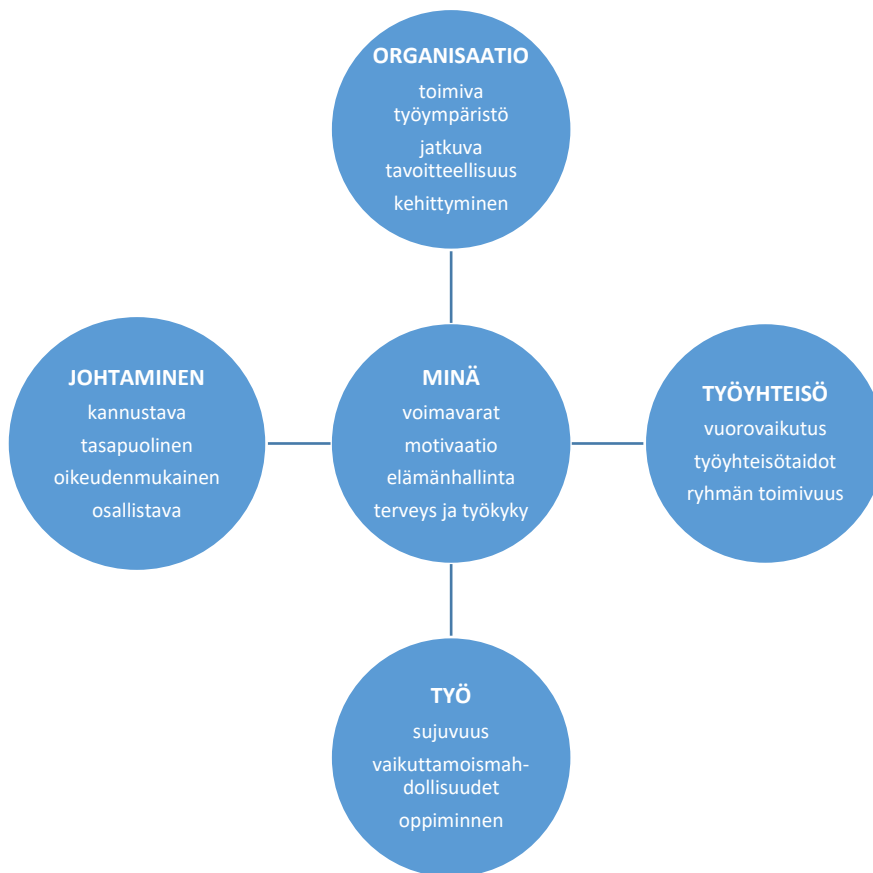 ORGANISAATIO
toimiva
työympäristö
jatkuva
tavoitteellisuus
kehittyminen
JOHTAMINEN
kannustava
tasapuolinen
oikeudenmukainen
osallistava
MINÄ
voimavarat
motivaatio
elämänhallinta
terveys ja työkyky
TYÖYHTEISÖ
vuorovaikutus
työyhteisötaidot
ryhmän toimivuus
TYÖ
sujuvuus
vaikuttamoismah-
dollisuudet
oppiminnen